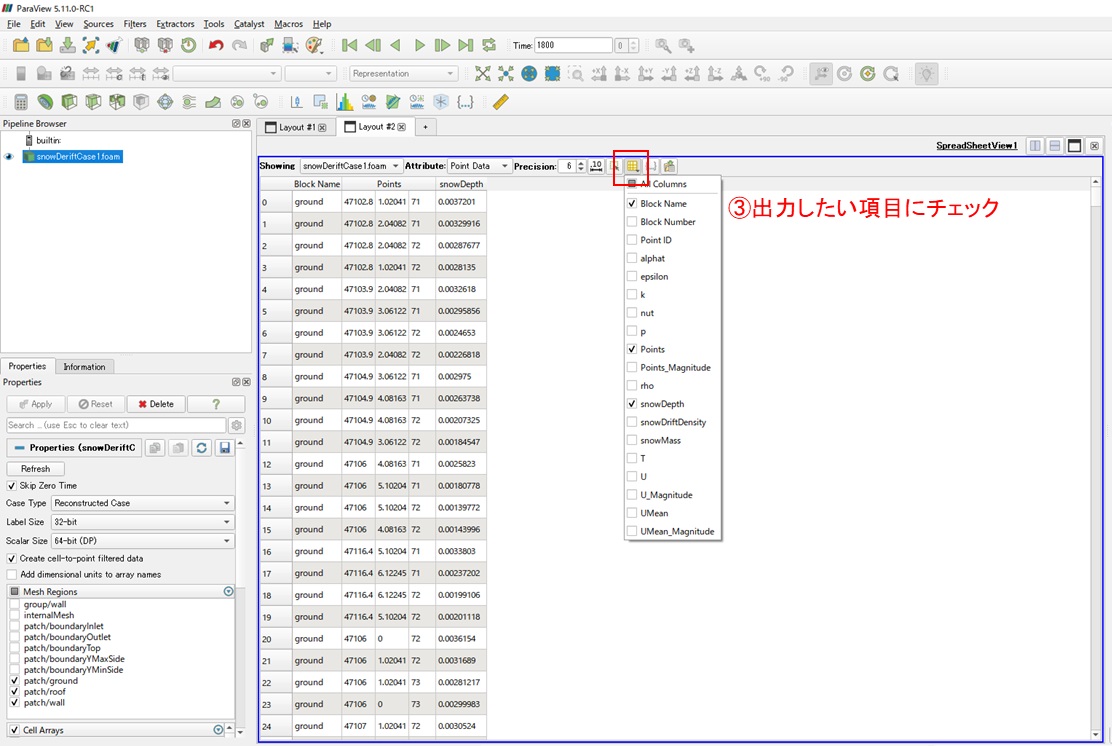 ParaView 5.11.0-RC1
File Edit View Sources Filters Extractors Tools Catalyst Macros Help
Time: 1800 0
Representation
Pipeline Browser
builtin:
snowDeriftCase1.foam
Properties Information
Properties
Apply Reset Delete ?
Search ... (use Esc to clear text)
Properties (snowDeriftC
Refresh
Skip Zero Time
Case Type Reconstructed Case
Label Size 32-bit
Scalar Size 64-bit (DP)
Create cell-to-point filtered data
Add dimensional units to array names
Mesh Regions
group/wall
internalMesh
patch/boundaryInlet
patch/boundaryOutlet
patch/boundaryTop
patch/boundaryYMaxSide
patch/boundaryYMinSide
patch/ground
patch/roof
patch/wall
Cell Arrays
Layout #1 Layout #2 +
SpreadSheetView1
Showing snowDeriftCase1.foam Attribute: Point Data Precision: 6
Block Name Points snowDepth
0 ground 47102.8 1.02041 71 0.0037201
1 ground 47102.8 2.04082 71 0.00329916
2 ground 47102.8 2.04082 72 0.00287677
3 ground 47102.8 1.02041 72 0.0028135
4 ground 47103.9 2.04082 71 0.0032618
5 ground 47103.9 3.06122 71 0.00295856
6 ground 47103.9 3.06122 72 0.0024653
7 ground 47103.9 2.04082 72 0.00226818
8 ground 47104.9 3.06122 71 0.002975
9 ground 47104.9 4.08163 71 0.00263738
10 ground 47104.9 4.08163 72 0.00207325
11 ground 47104.9 3.06122 72 0.00184547
12 ground 47106 4.08163 71 0.0025823
13 ground 47106 5.10204 71 0.00180778
14 ground 47106 5.10204 72 0.00139772
15 ground 47106 4.08163 72 0.00143996
16 ground 47116.4 5.10204 71 0.0033803
17 ground 47116.4 6.12245 71 0.00237202
18 ground 47116.4 6.12245 72 0.00199106
19 ground 47116.4 5.10204 72 0.00201118
20 ground 47106 0 72 0.0036154
21 ground 47106 1.02041 72 0.0031689
22 ground 47106 1.02041 73 0.00281217
23 ground 47106 0 73 0.00299983
24 ground 47107 1.02041 72 0.0030524
All Columns
Block Name
Block Number
Point ID
alphat
epsilon
k
nut
p
Points
Points_Magnitude
rho
snowDepth
snowDriftDensity
snowMass
T
U
U_Magnitude
UMean
UMean_Magnitude
③出力したい項目にチェック